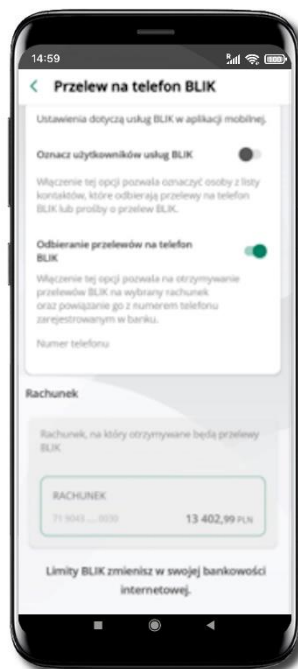 14:59
Przelew na telefon BLIK
Ustawienia dotyczą usług BLIK w aplikacji mobilnej.
Oznacz użytkowników usług BLIK
Włączenie tej opcji pozwala oznaczyć osoby z listy
kontaktów, które odbierają przelewy na telefon
BLIK lub prośby o przelew BLIK.
Odbieranie przelewów na telefon
BLIK
Włączenie tej opcji pozwala na otrzymywanie
przelewów BLIK na wybrany rachunek
oraz powiązanie go z numerem telefonu
zarejestrowanym w banku.
Numer telefonu
Rachunek
Rachunek, na który otrzymywane będą przelewy
BLIK
RACHUNEK
13 402,99 PLN
Limity BLIK zmienisz w swojej bankowości
internetowej.